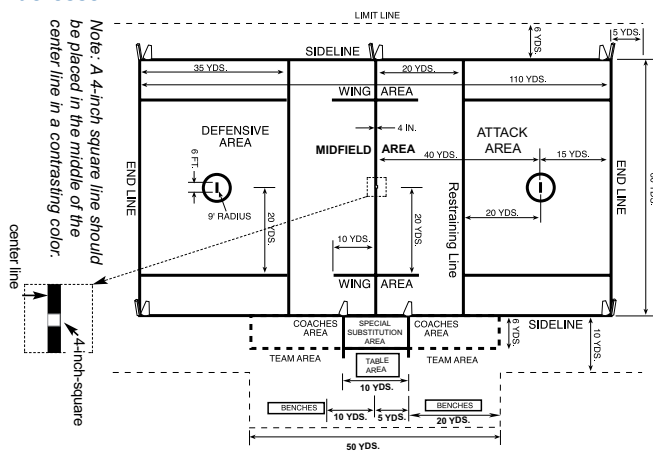 LIMIT LINE
6 YDS.
5 YDS.
SIDELINE
35 YDS.
20 YDS.
110 YDS.
WING AREA
DEFENSIVE
AREA
4 IN.
MIDFIELD AREA
ATTACK
AREA
40 YDS.
15 YDS.
6 FT.
9' RADIUS
20 YDS.
20 YDS.
20 YDS.
10 YDS.
END LINE
Restraining Line
END LINE
WING AREA
COACHES
AREA
SPECIAL
SUBSTITUTION
AREA
COACHES
AREA
6 YDS.
SIDELINE
10 YDS.
TEAM AREA
TABLE
AREA
TEAM AREA
10 YDS.
BENCHES
10 YDS.
5 YDS.
BENCHES
20 YDS.
50 YDS.
Note: A 4-inch square line should
be placed in the middle of the
center line in a contrasting color.
center line
4-inch-square